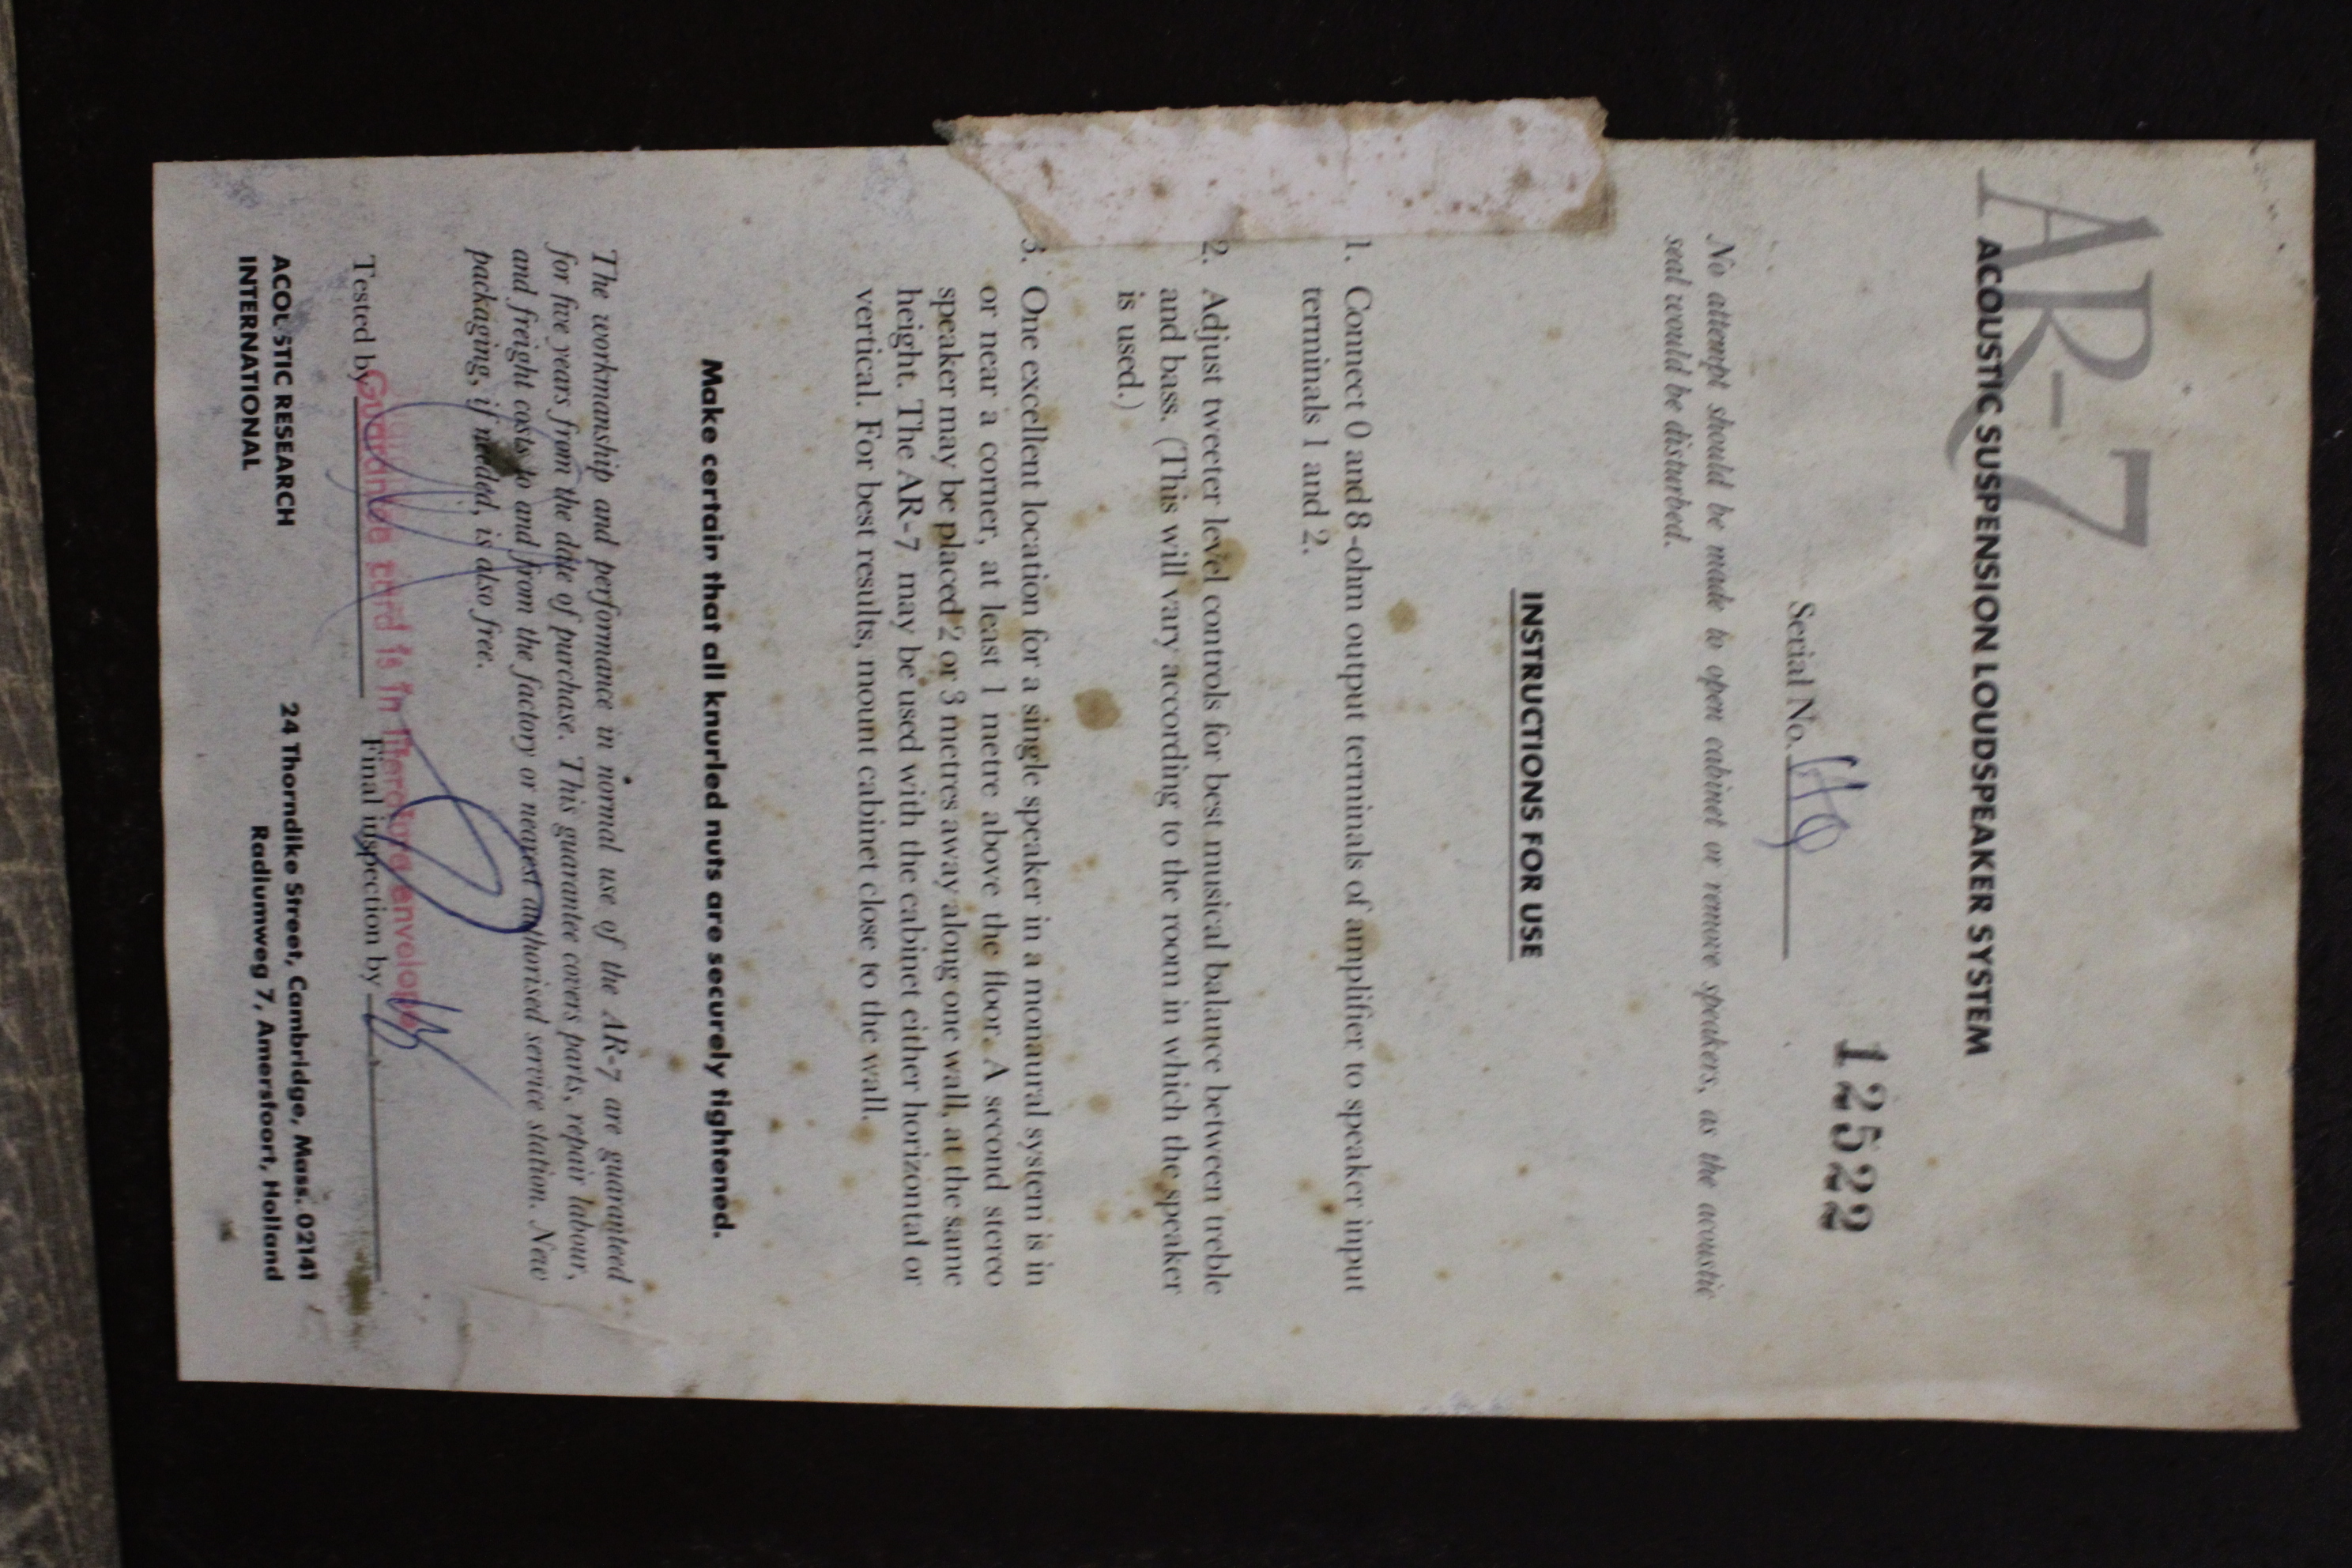 AR-7
ACOUSTIC SUSPENSION LOUDSPEAKER SYSTEM
12522
Serial No.
No attempt should be made to open cabinet or remove speakers, as the acoustic
seal would be disturbed.
INSTRUCTIONS FOR USE
1. Connect 0 and 8-ohm output terminals of amplifier to speaker input
terminals 1 and 2.
2. Adjust tweeter level controls for best musical balance between treble
and bass. (This will vary according to the room in which the speaker
is used.)
3. One excellent location for a single speaker in a monaural system is in
or near a corner, at least 1 metre above the floor. A second stereo
speaker may be placed 2 or 3 metres away along one wall, at the same
height. The AR-7 may be used with the cabinet either horizontal or
vertical. For best results, mount cabinet close to the wall.
Make certain that all knurled nuts are securely tightened.
The workmanship and performance in normal use of the AR-7 are guaranteed
for five years from the date of purchase. This guarantee covers parts, repair labour,
and freight costs to and from the factory or nearest authorised service station. New
packaging, if needed, is also free.
Guarantee card is in literature envelope
Tested by Final inspection by
ACOUSTIC RESEARCH 24 Thorndike Street, Cambridge, Mass. 02141
INTERNATIONAL Radiumweg 7, Amersfoort, Holland